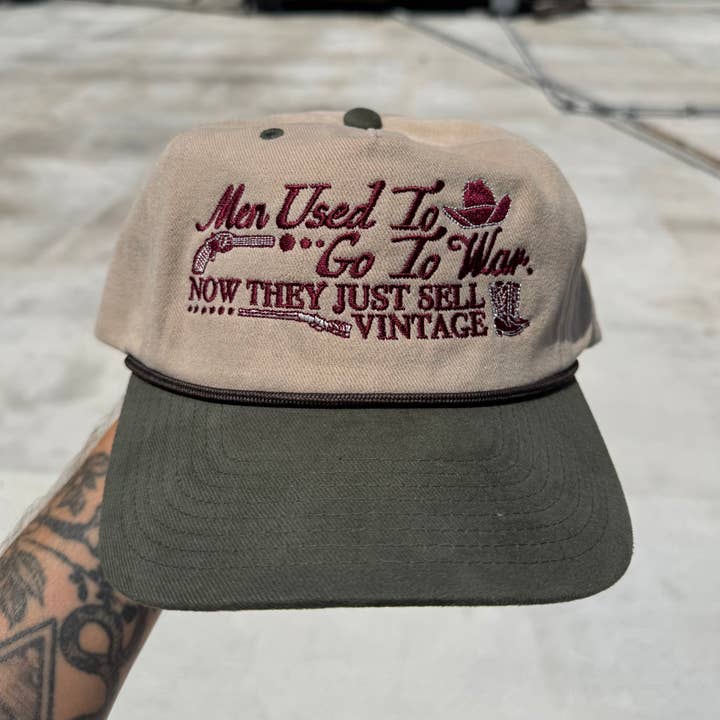 Men Used To
Go To War.
NOW THEY JUST SELL
VINTAGE